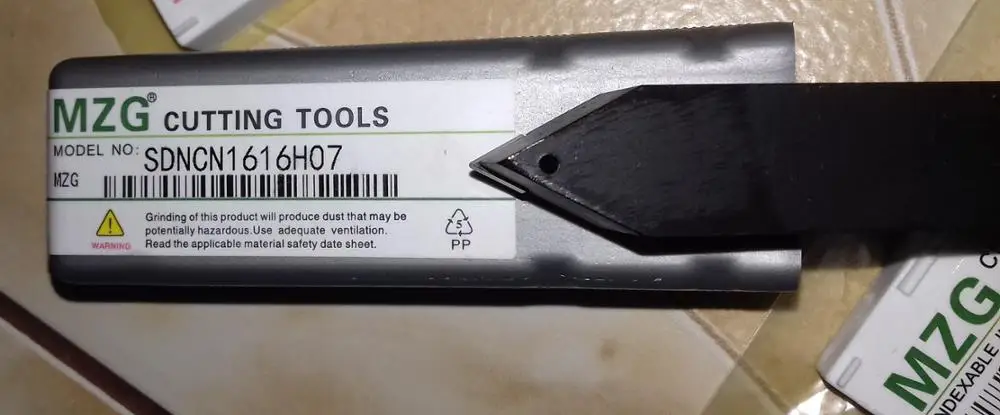 MZG® CUTTING TOOLS
MODEL NO: SDNCN1616H07
MZG
WARNING
Grinding of this product will produce dust that may be
potentially hazardous.Use adequate ventilation.
Read the applicable material safety date sheet.
5
PP
MZG